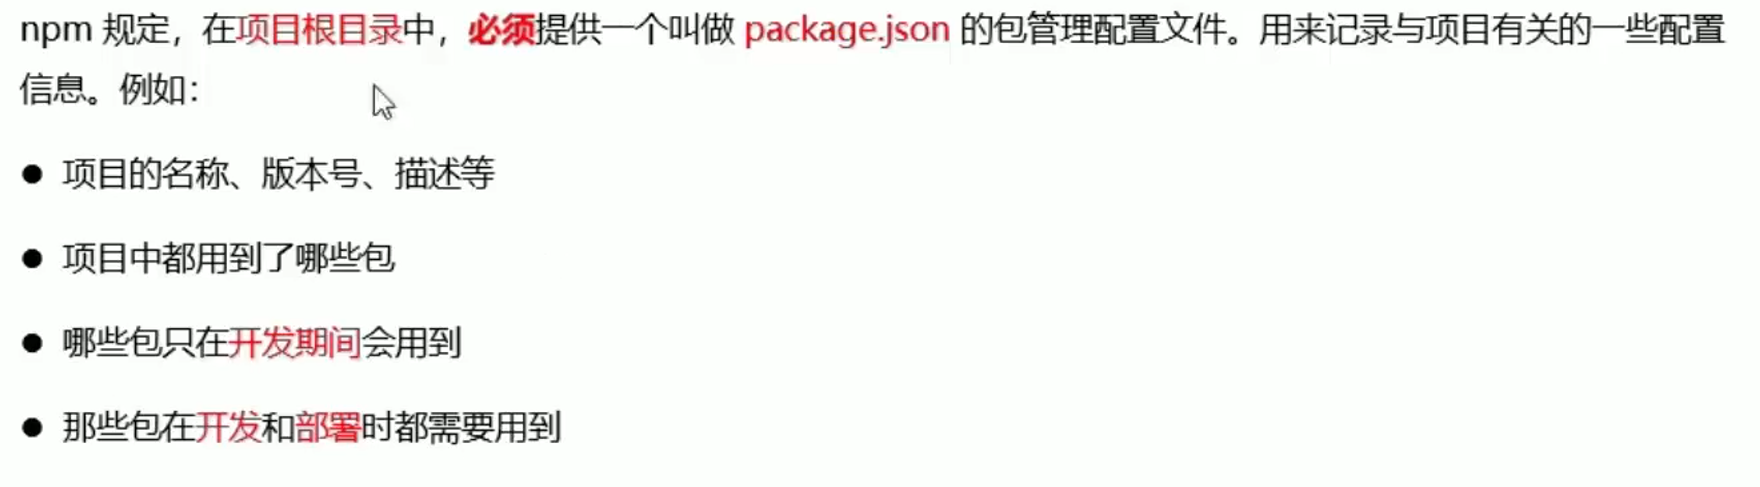 npm 规定，在项目根目录中，必须提供一个叫做 package.json 的包管理配置文件。用来记录与项目有关的一些配置
信息。例如：
● 项目的名称、版本号、描述等
● 项目中都用到了哪些包
● 哪些包只在开发期间会用到
● 那些包在开发和部署时都需要用到